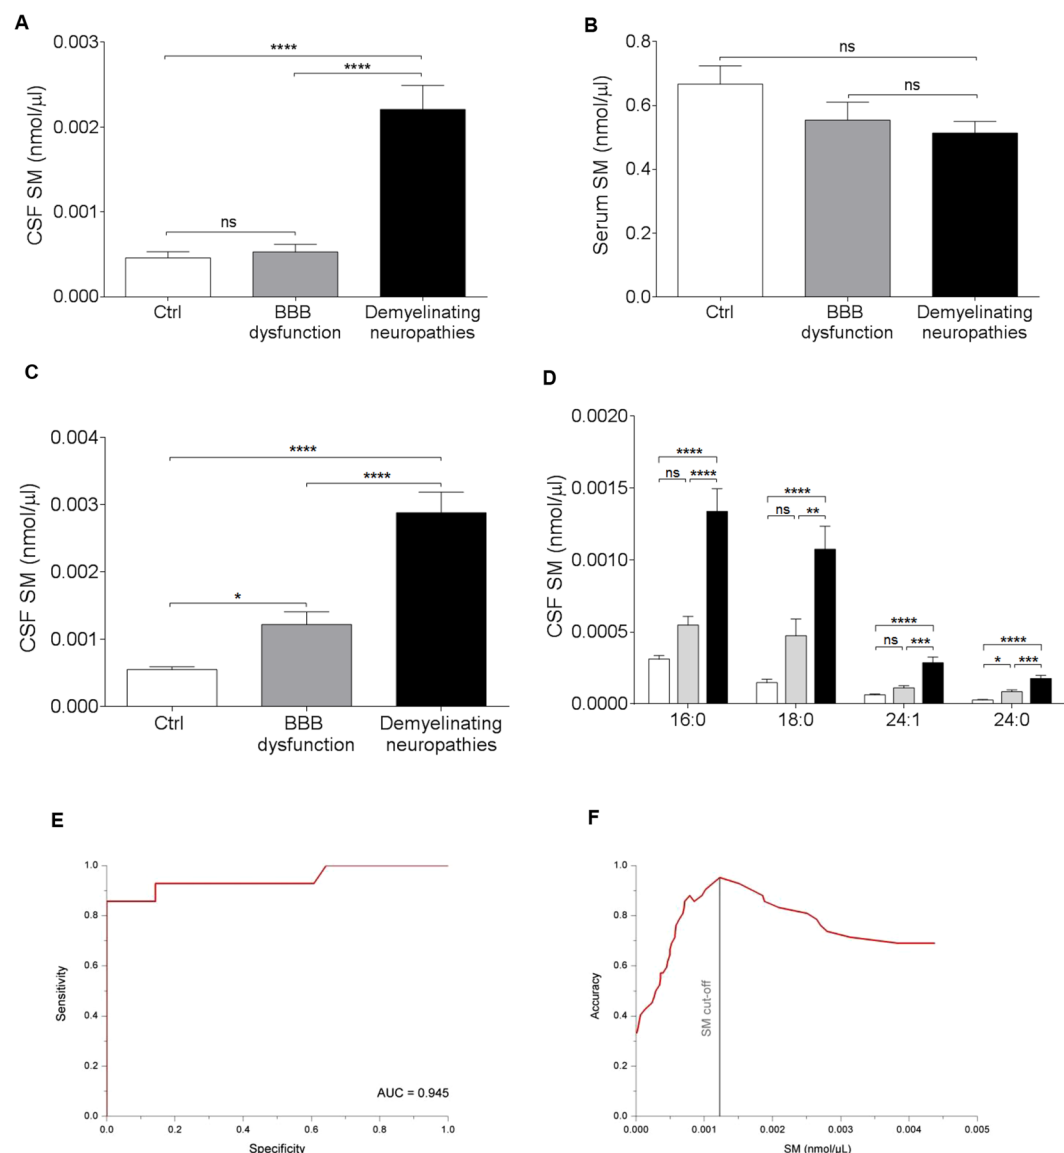 A
CSF SM (nmol/µl)
0.003
0.002
0.001
0.000
****
****
ns
Ctrl
BBB
dysfunction
Demyelinating
neuropathies
B
Serum SM (nmol/µl)
0.8
0.6
0.4
0.2
0.0
ns
ns
Ctrl
BBB
dysfunction
Demyelinating
neuropathies
C
CSF SM (nmol/µl)
0.004
0.003
0.002
0.001
0.000
****
****
*
Ctrl
BBB
dysfunction
Demyelinating
neuropathies
D
CSF SM (nmol/µl)
0.0020
0.0015
0.0010
0.0005
0.0000
****
ns
****
****
ns
**
****
ns
***
****
*
***
16:0
18:0
24:1
24:0
E
Sensitivity
1.0
0.8
0.6
0.4
0.2
0.0
AUC = 0.945
0.0
0.2
0.4
0.6
0.8
1.0
Specificity
F
Accuracy
1.0
0.8
0.6
0.4
0.2
0.0
SM cut-off
0.000
0.001
0.002
0.003
0.004
0.005
SM (nmol/µL)